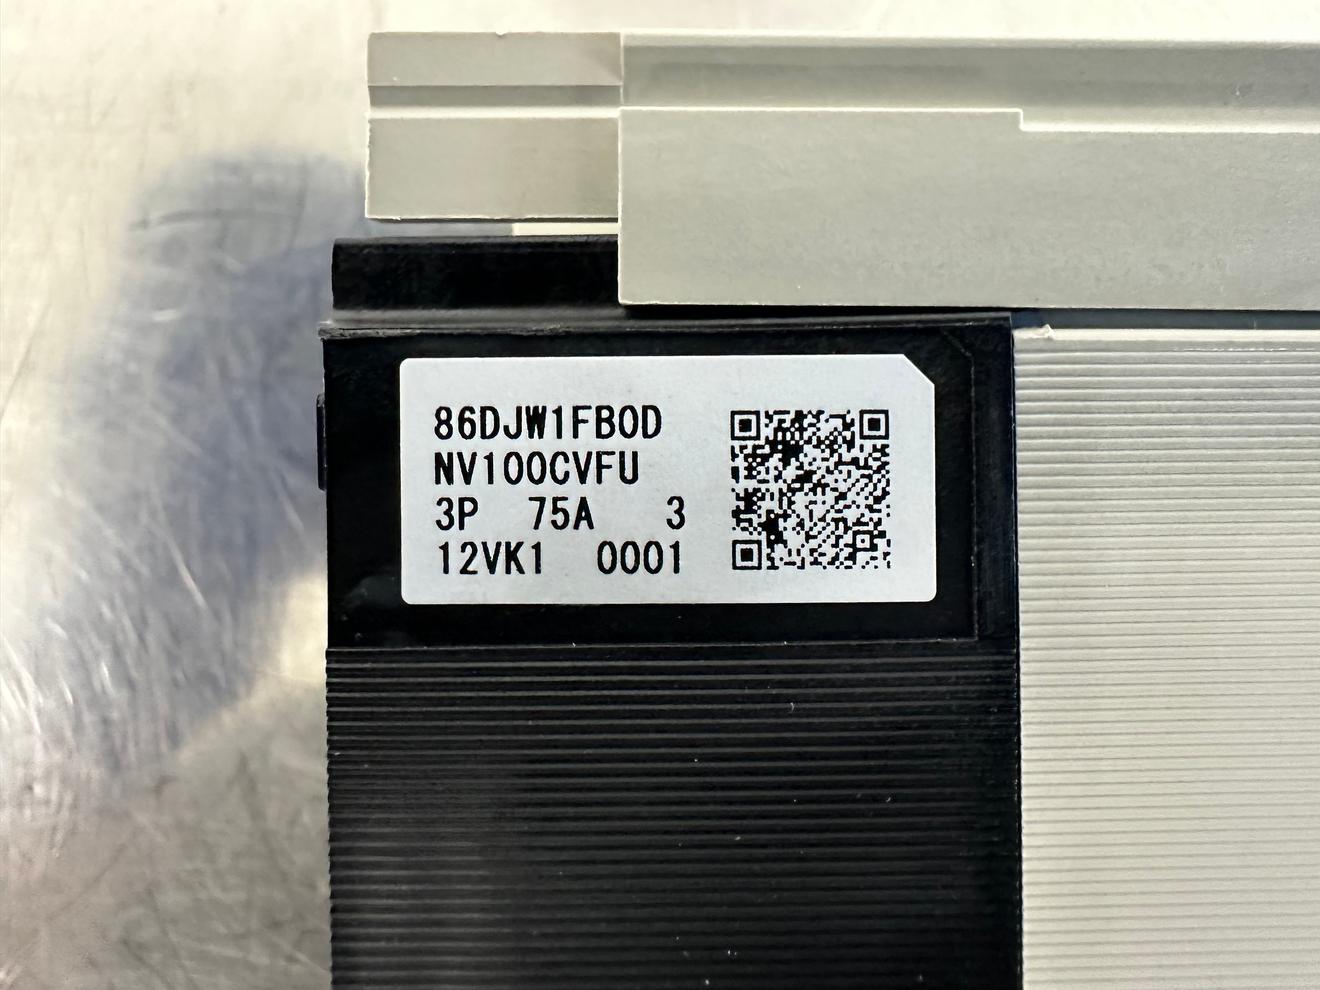 86DJW1FB0D
NV100CVFU
3P 75A 3
12VK1 0001